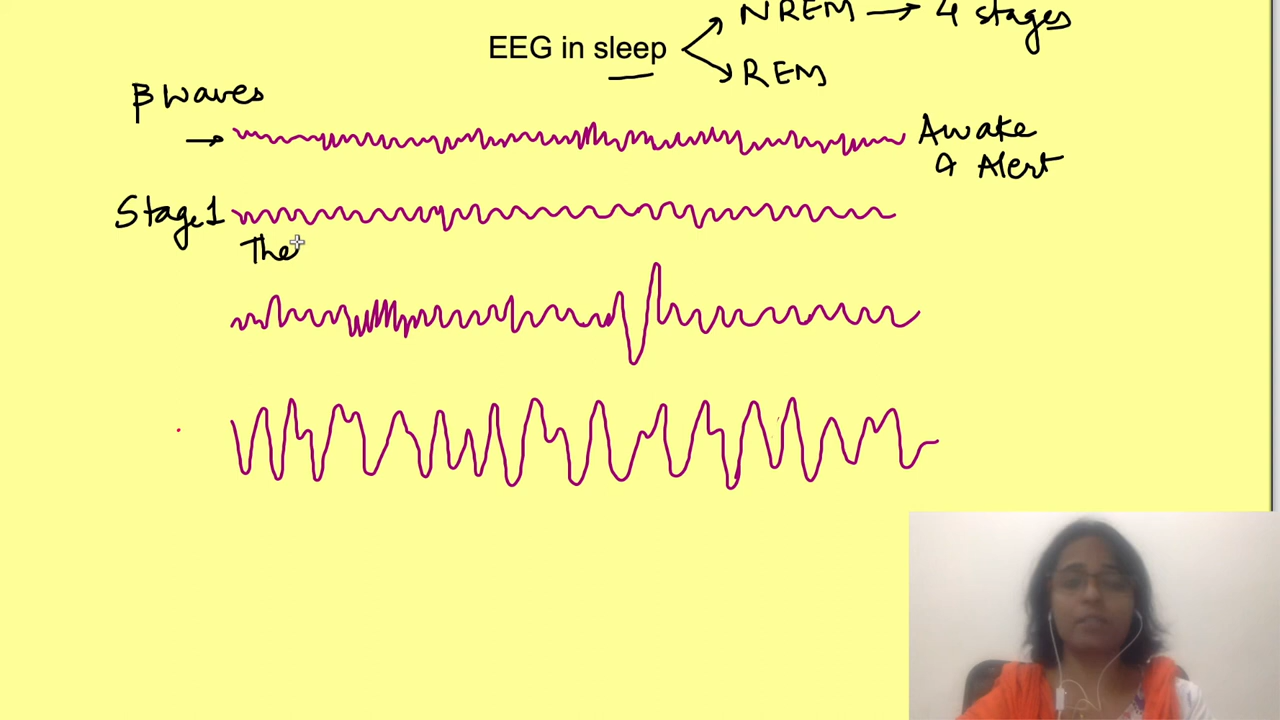 NREM → 4 stages
EEG in sleep
REM
β waves
→
Awake
& Alert
Stage 1
The